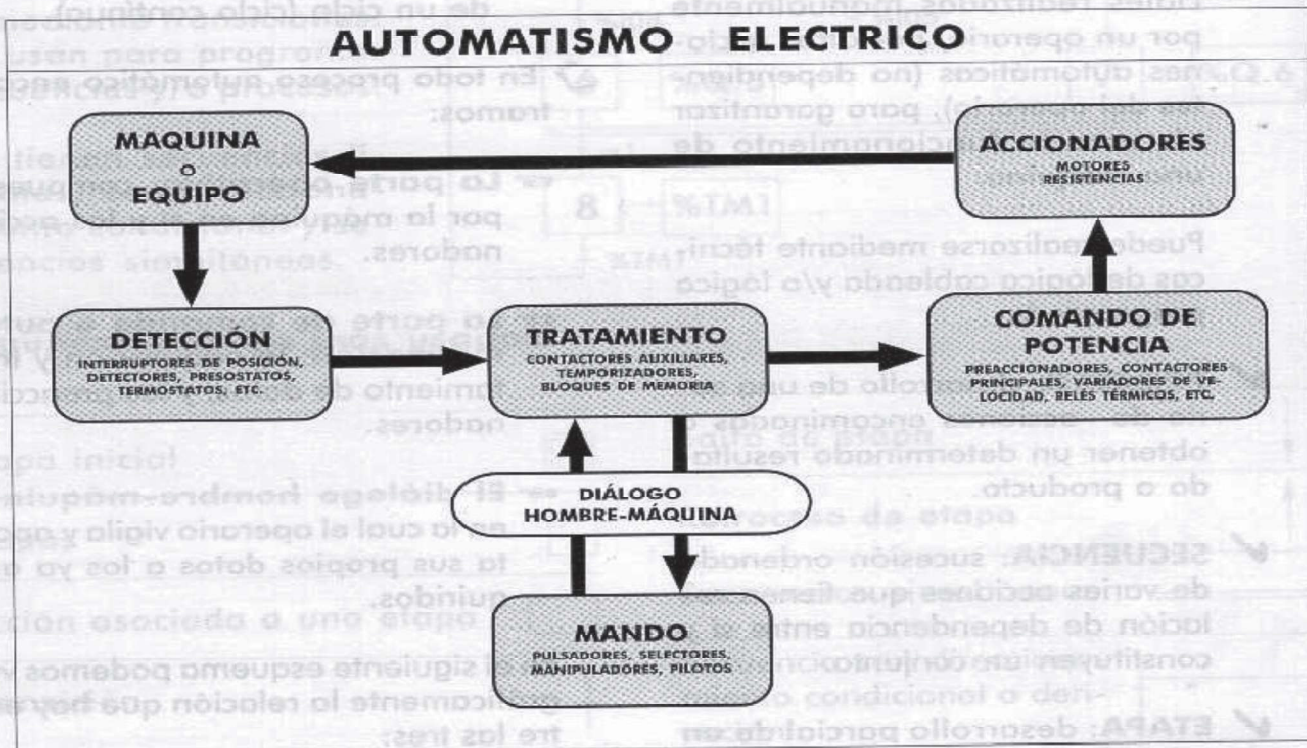 AUTOMATISMO ELECTRICO
MAQUINA
O
EQUIPO
ACCIONADORES
MOTORES
RESISTENCIAS
DETECCIÓN
INTERRUPTORES DE POSICIÓN,
DETECTORES, PRESOSTATOS,
TERMOSTATOS, ETC.
TRATAMIENTO
CONTACTORES AUXILIARES,
TEMPORIZADORES,
BLOQUES DE MEMORIA
COMANDO DE
POTENCIA
PREACCIONADORES, CONTACTORES
PRINCIPALES, VARIADORES DE VE-
LOCIDAD, RELÉS TÉRMICOS, ETC.
DIÁLOGO
HOMBRE-MÁQUINA
MANDO
PULSADORES, SELECTORES,
MANIPULADORES, PILOTOS